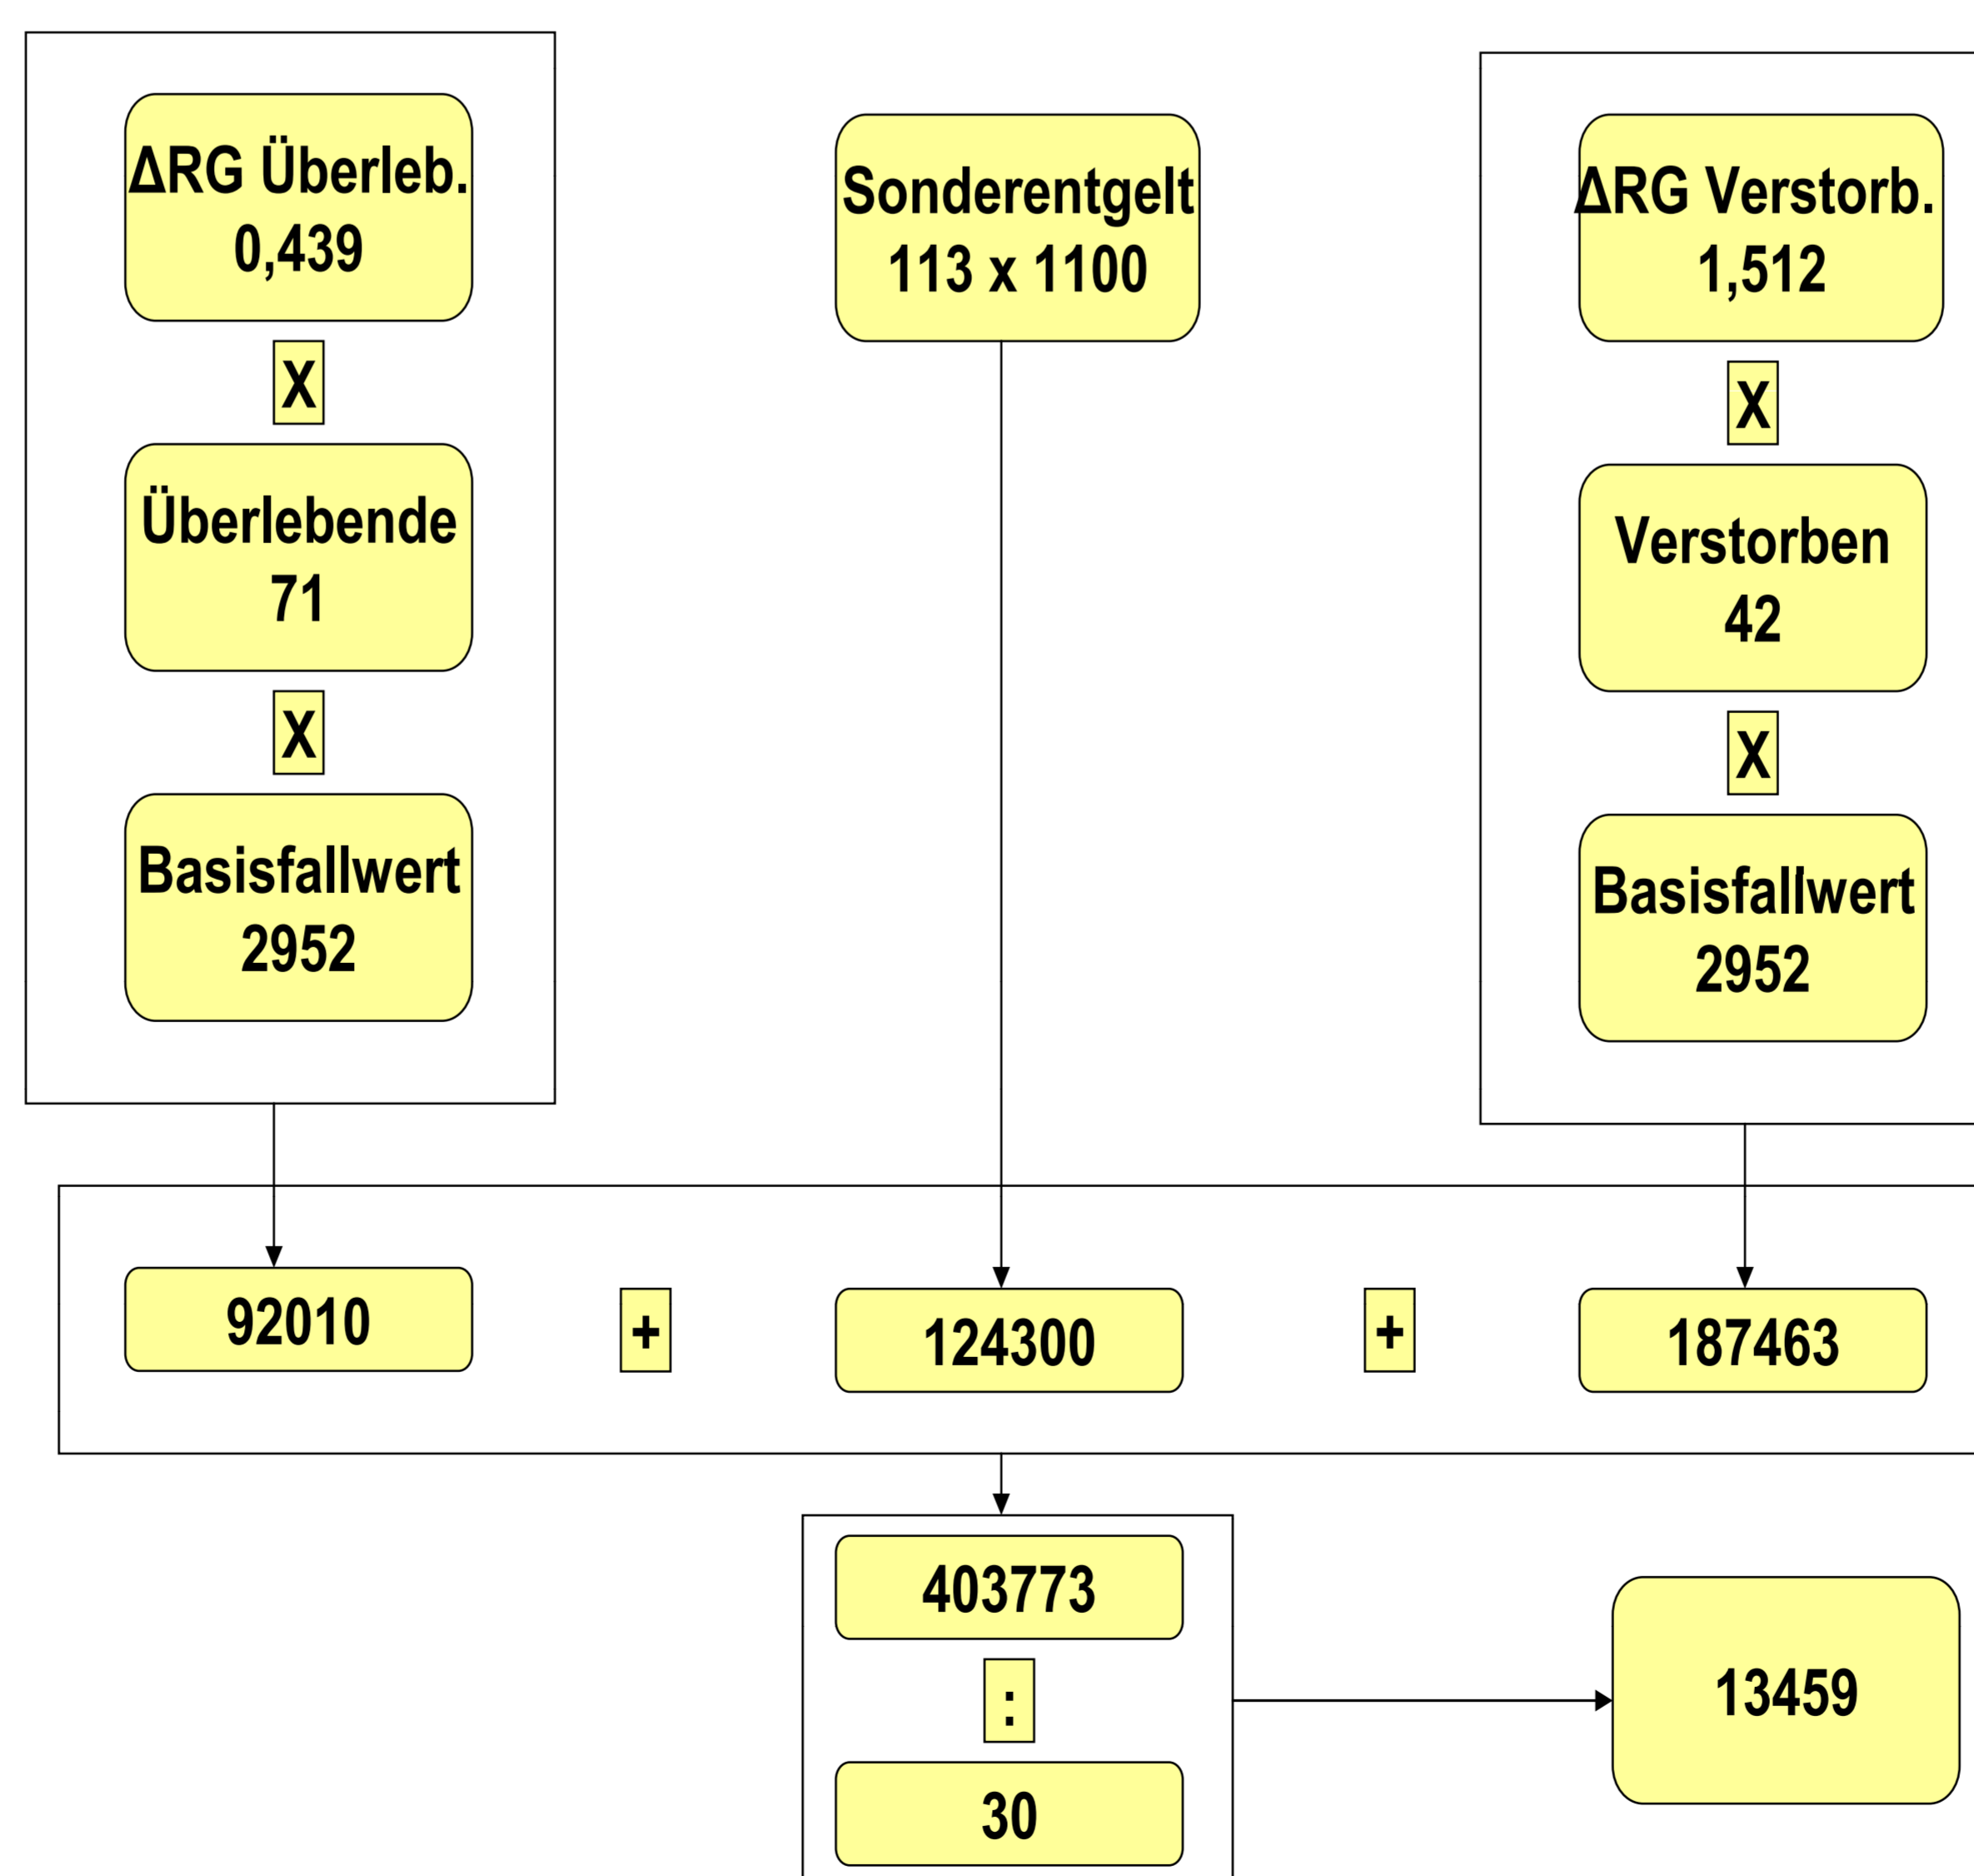 ΔRG Überleb.
0,439
X
Überlebende
71
X
Basisfallwert
2952
Sonderentgelt
113 x 1100
ΔRG Verstorb.
1,512
X
Verstorben
42
X
Basisfallwert
2952
92010
+
124300
+
187463
403773
:
30
13459